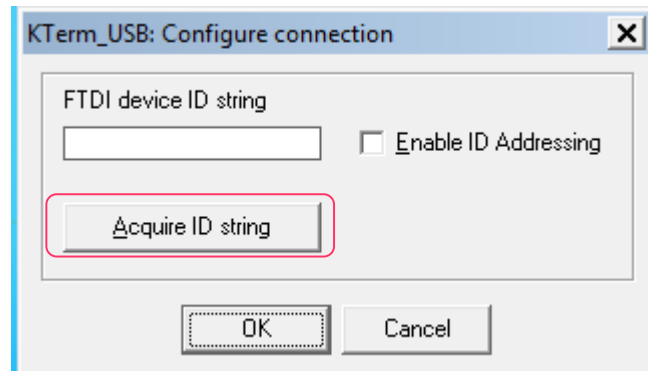 KTerm_USB: Configure connection
FTDI device ID string
Enable ID Addressing
Acquire ID string
OK
Cancel